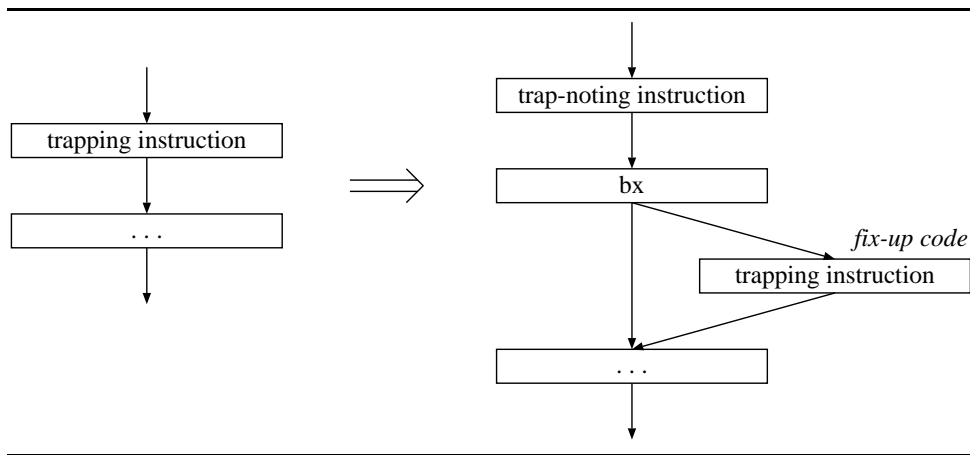 trapping instruction
. . .
trap-noting instruction
bx
fix-up code
trapping instruction
. . .